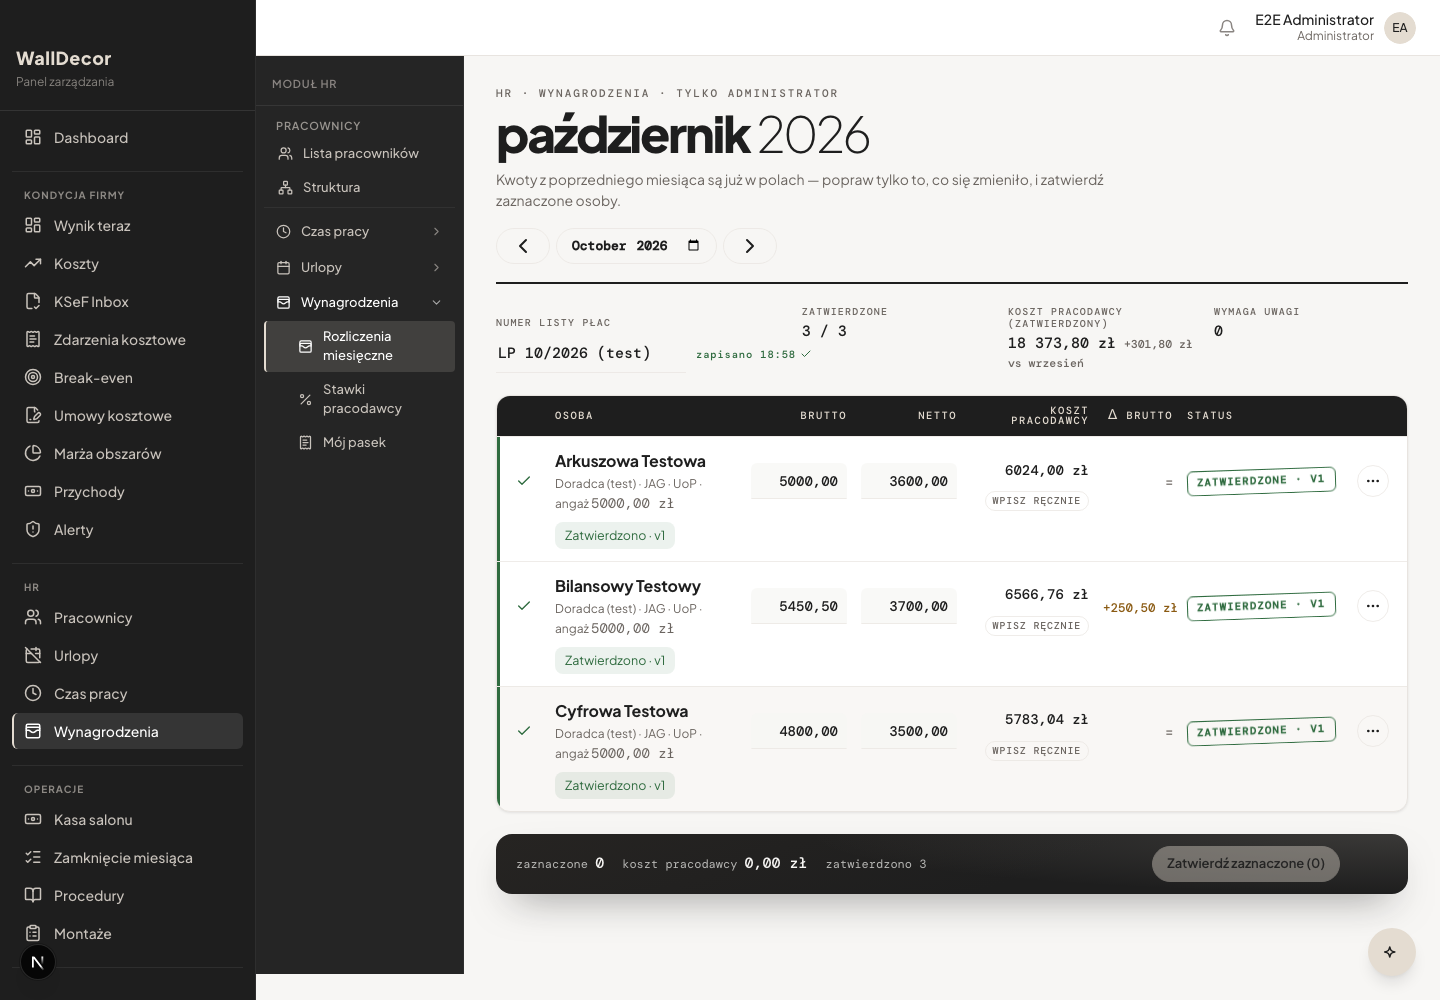 WallDecor
Panel zarządzania
Dashboard
KONDYCJA FIRMY
Wynik teraz
Koszty
KSeF Inbox
Zdarzenia kosztowe
Break-even
Umowy kosztowe
Marża obszarów
Przychody
Alerty
HR
Pracownicy
Urlopy
Czas pracy
Wynagrodzenia
OPERACJE
Kasa salonu
Zamknięcie miesiąca
Procedury
Montaże
N
MODUŁ HR
PRACOWNICY
Lista pracowników
Struktura
Czas pracy
Urlopy
Wynagrodzenia
Rozliczenia
miesięczne
Stawki
pracodawcy
Mój pasek
E2E Administrator
Administrator
EA
HR · WYNAGRODZENIA · TYLKO ADMINISTRATOR
październik 2026
Kwoty z poprzedniego miesiąca są już w polach — popraw tylko to, co się zmieniło, i zatwierdź
zaznaczone osoby.
October 2026
NUMER LISTY PŁAC
LP 10/2026 (test)
zapisano 18:58 ✓
ZATWIERDZONE
3 / 3
KOSZT PRACODAWCY
(ZATWIERDZONY)
18 373,80 zł +301,80 zł
vs wrzesień
WYMAGA UWAGI
0
OSOBA BRUTTO NETTO KOSZT PRACODAWCY Δ BRUTTO STATUS
Arkuszowa Testowa
Doradca (test) · JAG · UoP ·
angaż 5000,00 zł
Zatwierdzono · v1
5000,00 3600,00 6024,00 zł
WPISZ RĘCZNIE
= ZATWIERDZONE · V1
Bilansowy Testowy
Doradca (test) · JAG · UoP ·
angaż 5000,00 zł
Zatwierdzono · v1
5450,50 3700,00 6566,76 zł
WPISZ RĘCZNIE
+250,50 zł ZATWIERDZONE · V1
Cyfrowa Testowa
Doradca (test) · JAG · UoP ·
angaż 5000,00 zł
Zatwierdzono · v1
4800,00 3500,00 5783,04 zł
WPISZ RĘCZNIE
= ZATWIERDZONE · V1
zaznaczone 0 koszt pracodawcy 0,00 zł zatwierdzono 3
Zatwierdź zaznaczone (0)